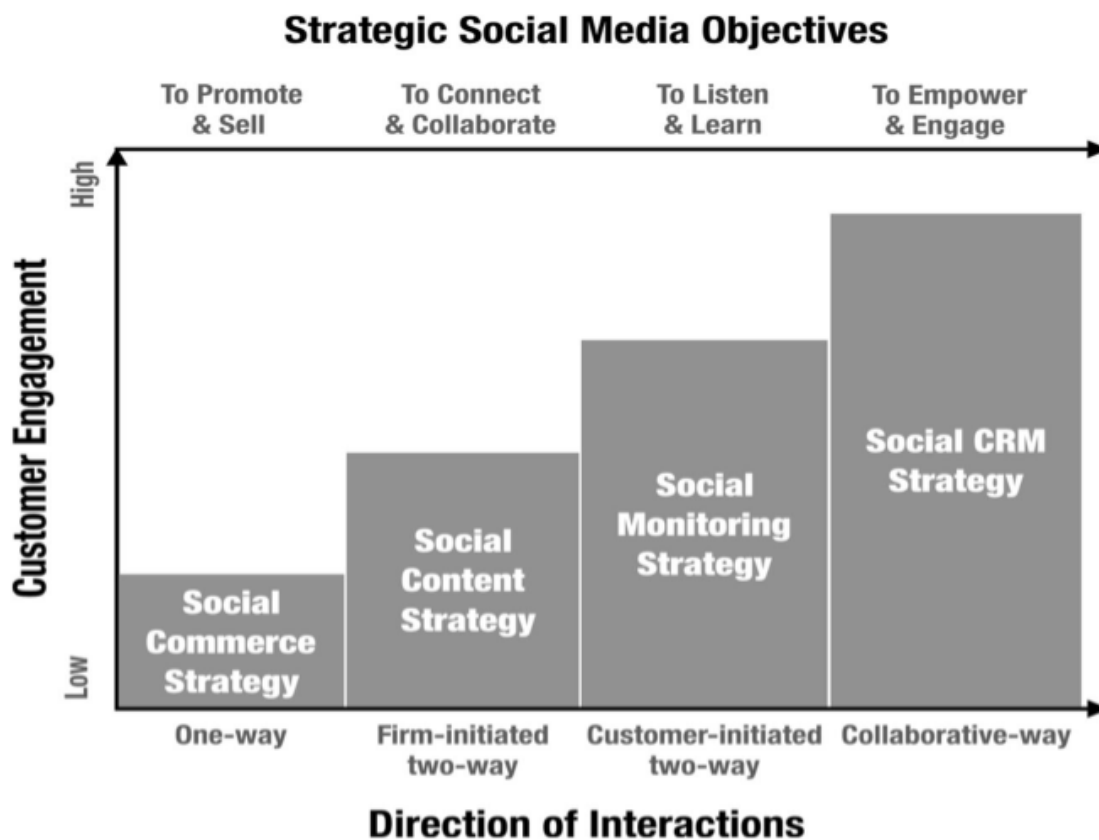 Strategic Social Media Objectives
To Promote
& Sell
To Connect
& Collaborate
To Listen
& Learn
To Empower
& Engage
High
Customer Engagement
Low
Social
Commerce
Strategy
Social
Content
Strategy
Social
Monitoring
Strategy
Social CRM
Strategy
One-way
Firm-initiated
two-way
Customer-initiated
two-way
Collaborative-way
Direction of Interactions